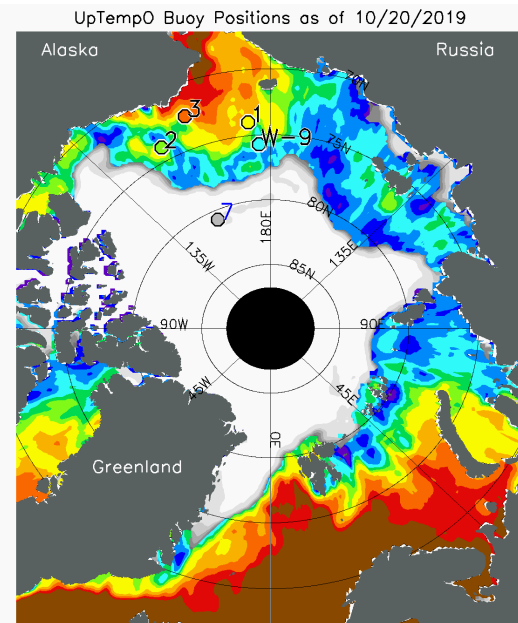 UpTempO Buoy Positions as of 10/20/2019
Alaska
Russia
70N
3
1
2
W-9
75N
7
80N
180E
135W
135E
85N
90W
90E
45W
45E
0E
Greenland